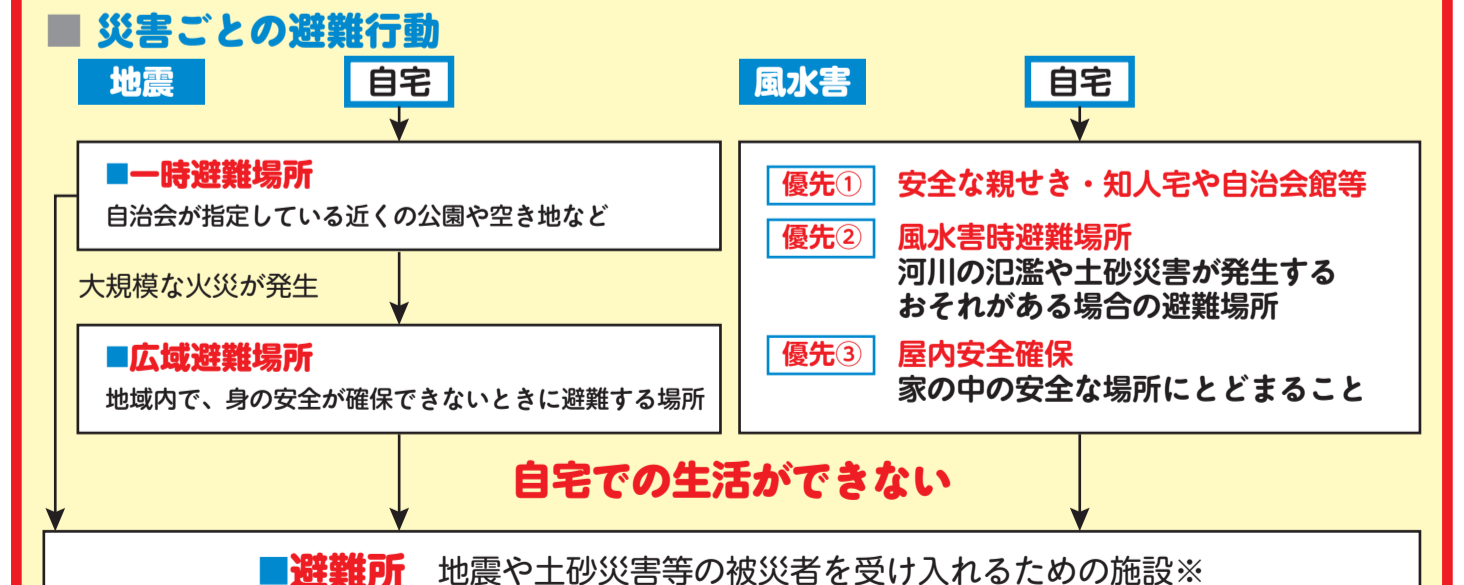 ■ 災害ごとの避難行動
地震
自宅
■一時避難場所
自治会が指定している近くの公園や空き地など
大規模な火災が発生
■広域避難場所
地域内で、身の安全が確保できないときに避難する場所
風水害
自宅
優先① 安全な親せき・知人宅や自治会館等
優先② 風水害時避難場所
河川の氾濫や土砂災害が発生する
おそれがある場合の避難場所
優先③ 屋内安全確保
家の中の安全な場所にとどまること
自宅での生活ができない
■避難所 地震や土砂災害等の被災者を受け入れるための施設※